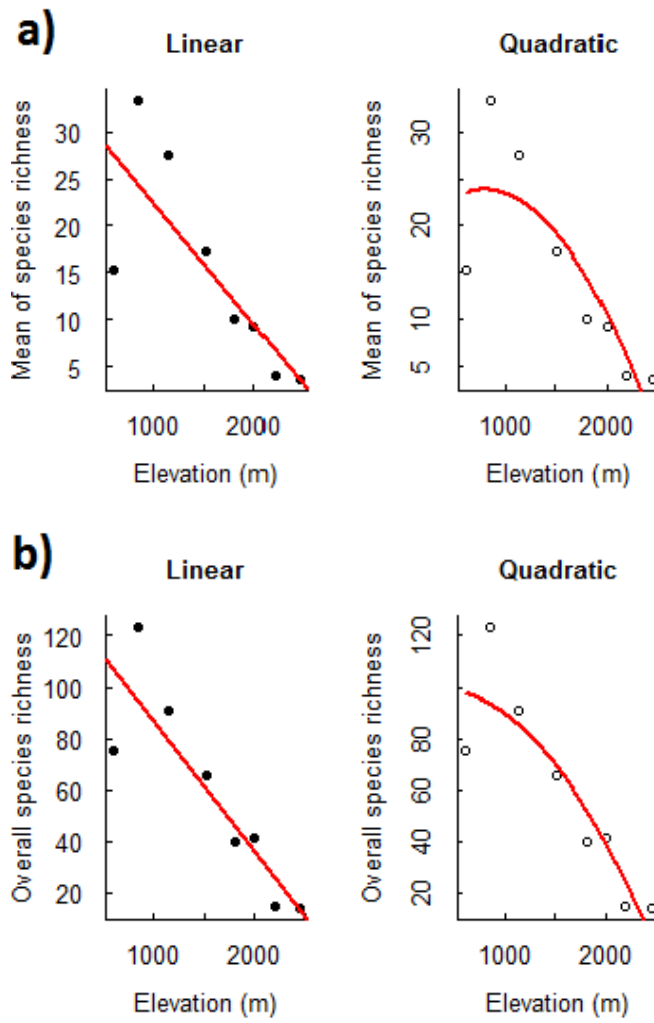 a)
Linear
Quadratic
Mean of species richness
30
25
20
15
10
5
1000
2000
Elevation (m)
Mean of species richness
30
20
10
5
1000
2000
Elevation (m)
b)
Linear
Quadratic
Overall species richness
120
100
80
60
40
20
1000
2000
Elevation (m)
Overall species richness
120
80
60
40
20
1000
2000
Elevation (m)